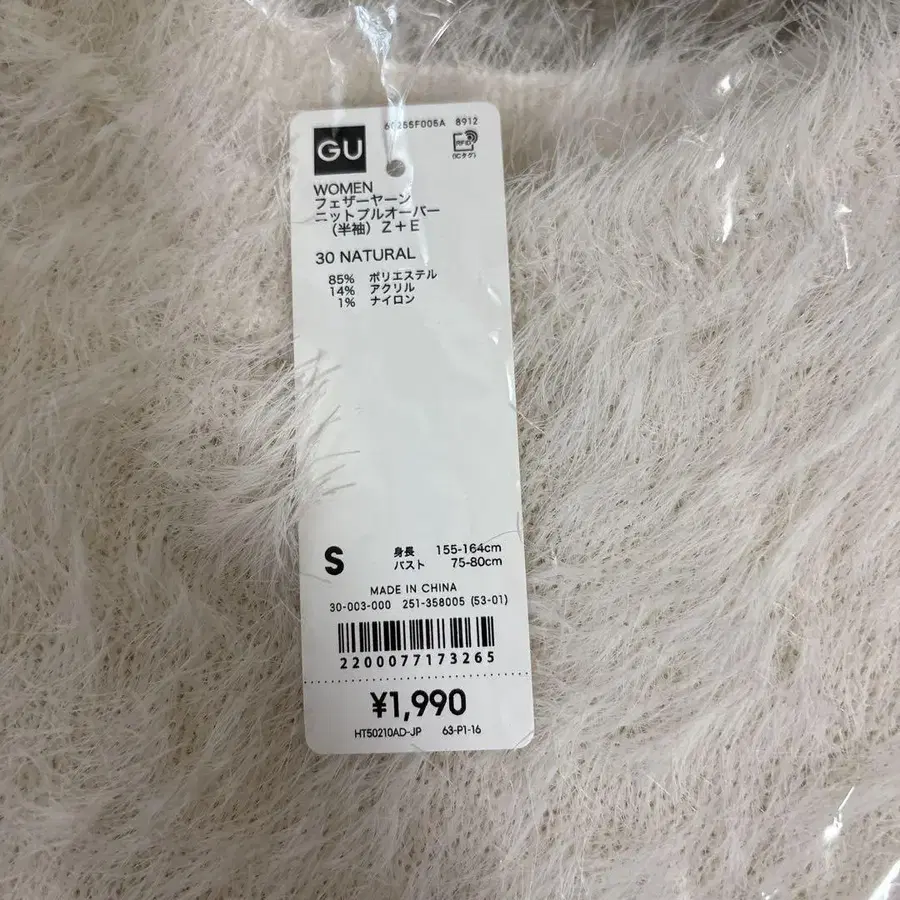 60255F005A 8912
GU
RFID
(ICタグ)
WOMEN
フェザーヤーン
ニットプルオーバー
(半袖) Z+E
30 NATURAL
85% ポリエステル
14% アクリル
1% ナイロン
S 身長 155-164cm
バスト 75-80cm
MADE IN CHINA
30-003-000 251-358005 (53-01)
2200077173265
¥1,990
HT50210AD-JP 63-P1-16